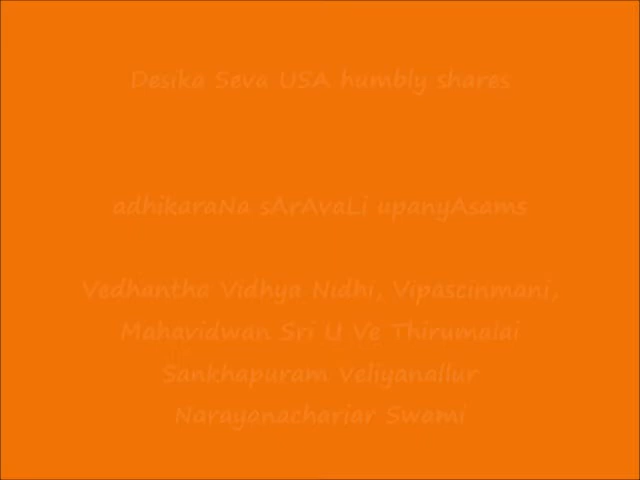 Desika Seva USA humbly shares
adhikaraNa sArAvaLi upanyAsams
Vedhantha Vidhya Nidhi, Vipascinmani,
Mahavidwan Sri U Ve Thirumalai
Sankhapuram Veliyanallur
Narayanachariar Swami